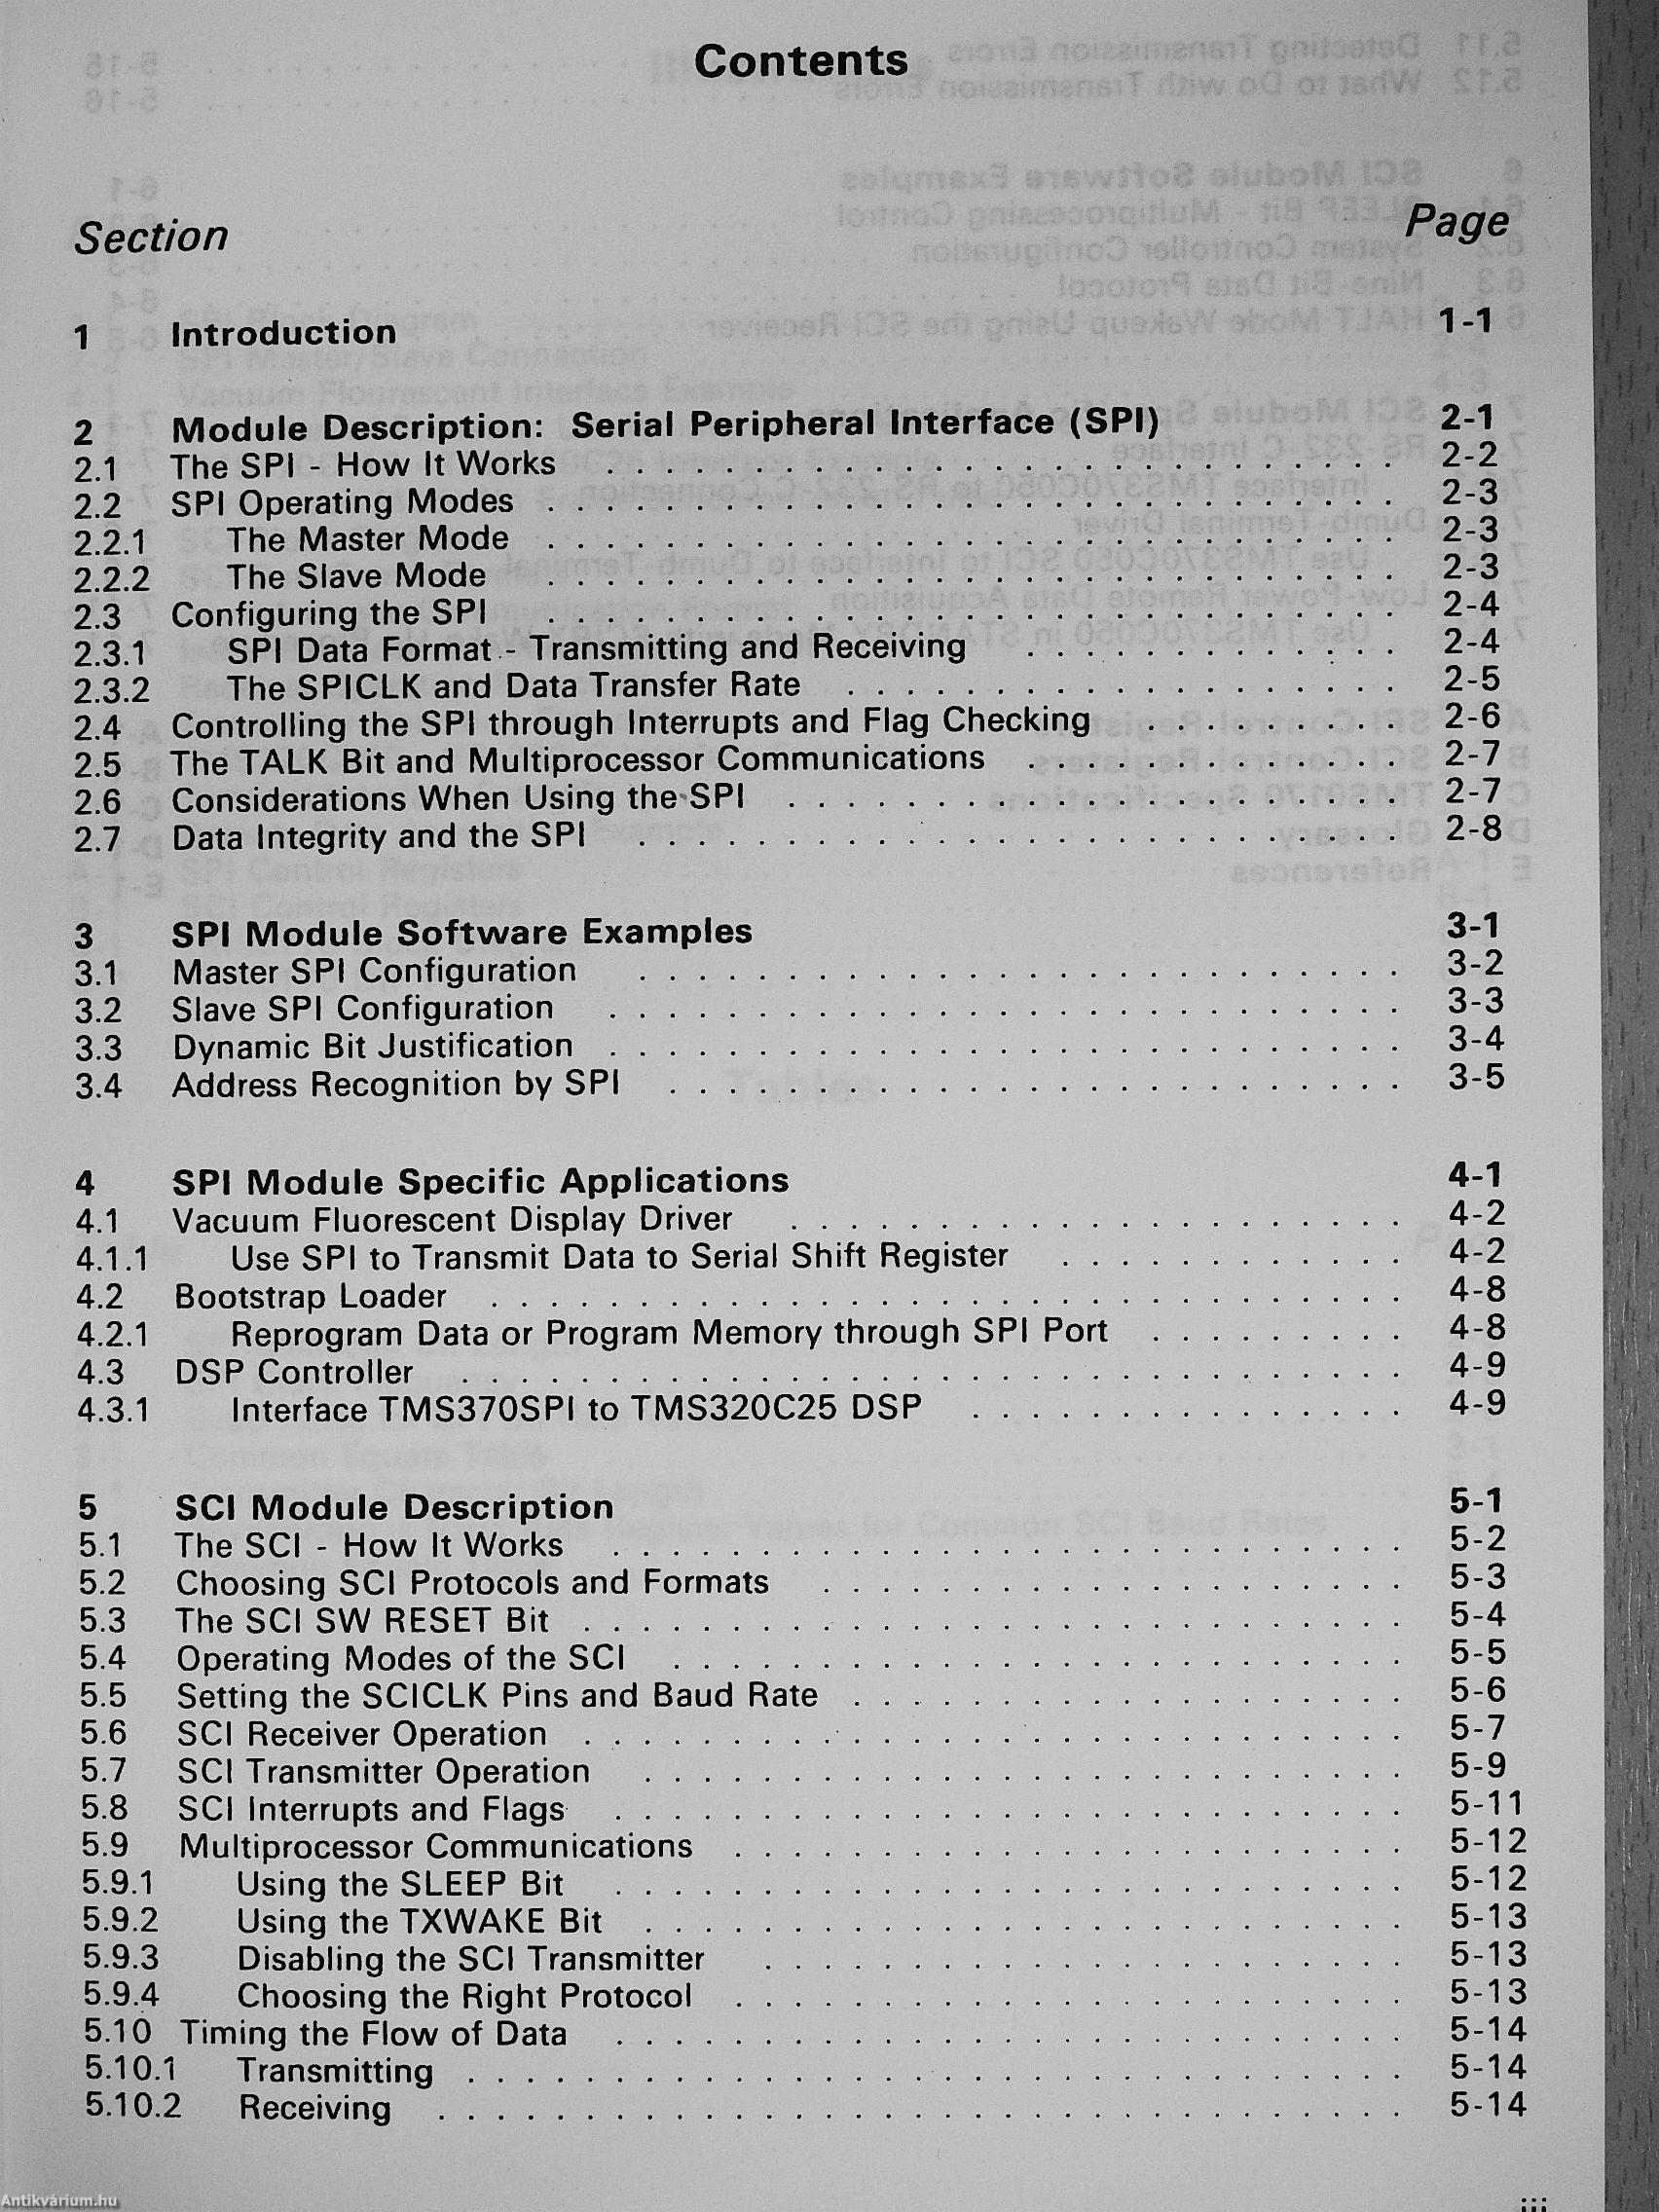 Contents
Section Page
1 Introduction 1-1
2 Module Description: Serial Peripheral Interface (SPI) 2-1
2.1 The SPI - How It Works . . . . . . . . . . 2-2
2.2 SPI Operating Modes . . . . . . . . . . 2-3
2.2.1 The Master Mode . . . . . . . . . . 2-3
2.2.2 The Slave Mode . . . . . . . . . . 2-3
2.3 Configuring the SPI . . . . . . . . . . 2-4
2.3.1 SPI Data Format - Transmitting and Receiving . . . . . . . . . . 2-4
2.3.2 The SPICLK and Data Transfer Rate . . . . . . . . . . 2-5
2.4 Controlling the SPI through Interrupts and Flag Checking . . . . . . . . . . 2-6
2.5 The TALK Bit and Multiprocessor Communications . . . . . . . . . . 2-7
2.6 Considerations When Using the SPI . . . . . . . . . . 2-7
2.7 Data Integrity and the SPI . . . . . . . . . . 2-8
3 SPI Module Software Examples 3-1
3.1 Master SPI Configuration . . . . . . . . . . 3-2
3.2 Slave SPI Configuration . . . . . . . . . . 3-3
3.3 Dynamic Bit Justification . . . . . . . . . . 3-4
3.4 Address Recognition by SPI . . . . . . . . . . 3-5
4 SPI Module Specific Applications 4-1
4.1 Vacuum Fluorescent Display Driver . . . . . . . . . . 4-2
4.1.1 Use SPI to Transmit Data to Serial Shift Register . . . . . . . . . . 4-2
4.2 Bootstrap Loader . . . . . . . . . . 4-8
4.2.1 Reprogram Data or Program Memory through SPI Port . . . . . . . . . 4-8
4.3 DSP Controller . . . . . . . . . . 4-9
4.3.1 Interface TMS370SPI to TMS320C25 DSP . . . . . . . . . . 4-9
5 SCI Module Description 5-1
5.1 The SCI - How It Works . . . . . . . . . . 5-2
5.2 Choosing SCI Protocols and Formats . . . . . . . . . . 5-3
5.3 The SCI SW RESET Bit . . . . . . . . . . 5-4
5.4 Operating Modes of the SCI . . . . . . . . . . 5-5
5.5 Setting the SCICLK Pins and Baud Rate . . . . . . . . . . 5-6
5.6 SCI Receiver Operation . . . . . . . . . . 5-7
5.7 SCI Transmitter Operation . . . . . . . . . . 5-9
5.8 SCI Interrupts and Flags . . . . . . . . . . 5-11
5.9 Multiprocessor Communications . . . . . . . . . . 5-12
5.9.1 Using the SLEEP Bit . . . . . . . . . . 5-12
5.9.2 Using the TXWAKE Bit . . . . . . . . . . 5-13
5.9.3 Disabling the SCI Transmitter . . . . . . . . . . 5-13
5.9.4 Choosing the Right Protocol . . . . . . . . . . 5-13
5.10 Timing the Flow of Data . . . . . . . . . . 5-14
5.10.1 Transmitting . . . . . . . . . . 5-14
5.10.2 Receiving . . . . . . . . . . 5-14
iii
Antikvárium.hu